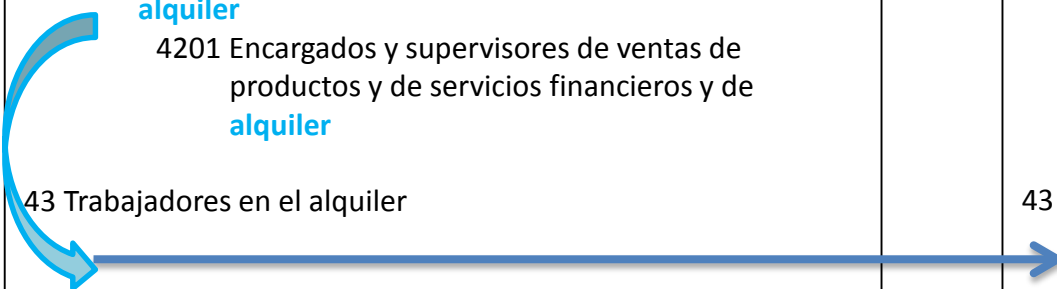 alquiler
4201 Encargados y supervisores de ventas de
productos y de servicios financieros y de
alquiler
43 Trabajadores en el alquiler
43